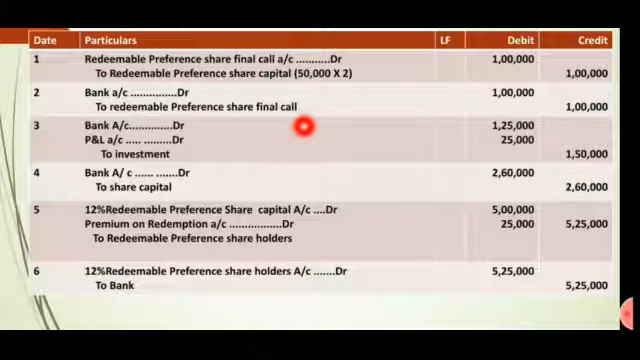 Date Particulars LF Debit Credit
1 Redeemable Preference share final call a/c ...........Dr 1,00,000
To Redeemable Preference share capital (50,000 X 2) 1,00,000
2 Bank a/c ...............Dr 1,00,000
To redeemable Preference share final call 1,00,000
3 Bank A/c..............Dr 1,25,000
P&L a/c ..... .........Dr 25,000
To investment 1,50,000
4 Bank A/ c ...... .......Dr 2,60,000
To share capital 2,60,000
5 12%Redeemable Preference Share capital A/c ....Dr 5,00,000
Premium on Redemption a/c .................Dr 25,000 5,25,000
To Redeemable Preference share holders
6 12%Redeemable Preference share holders A/c .......Dr 5,25,000
To Bank 5,25,000